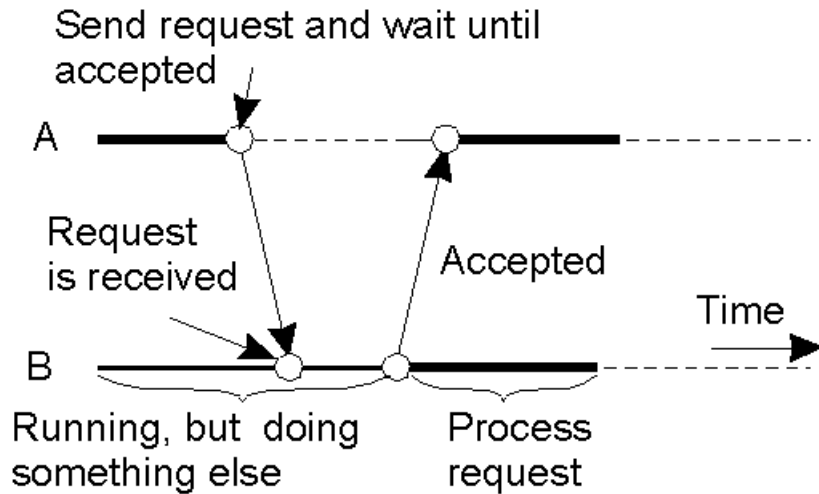 Send request and wait until
accepted
A
Request
is received
Accepted
Time
B
Running, but doing
something else
Process
request